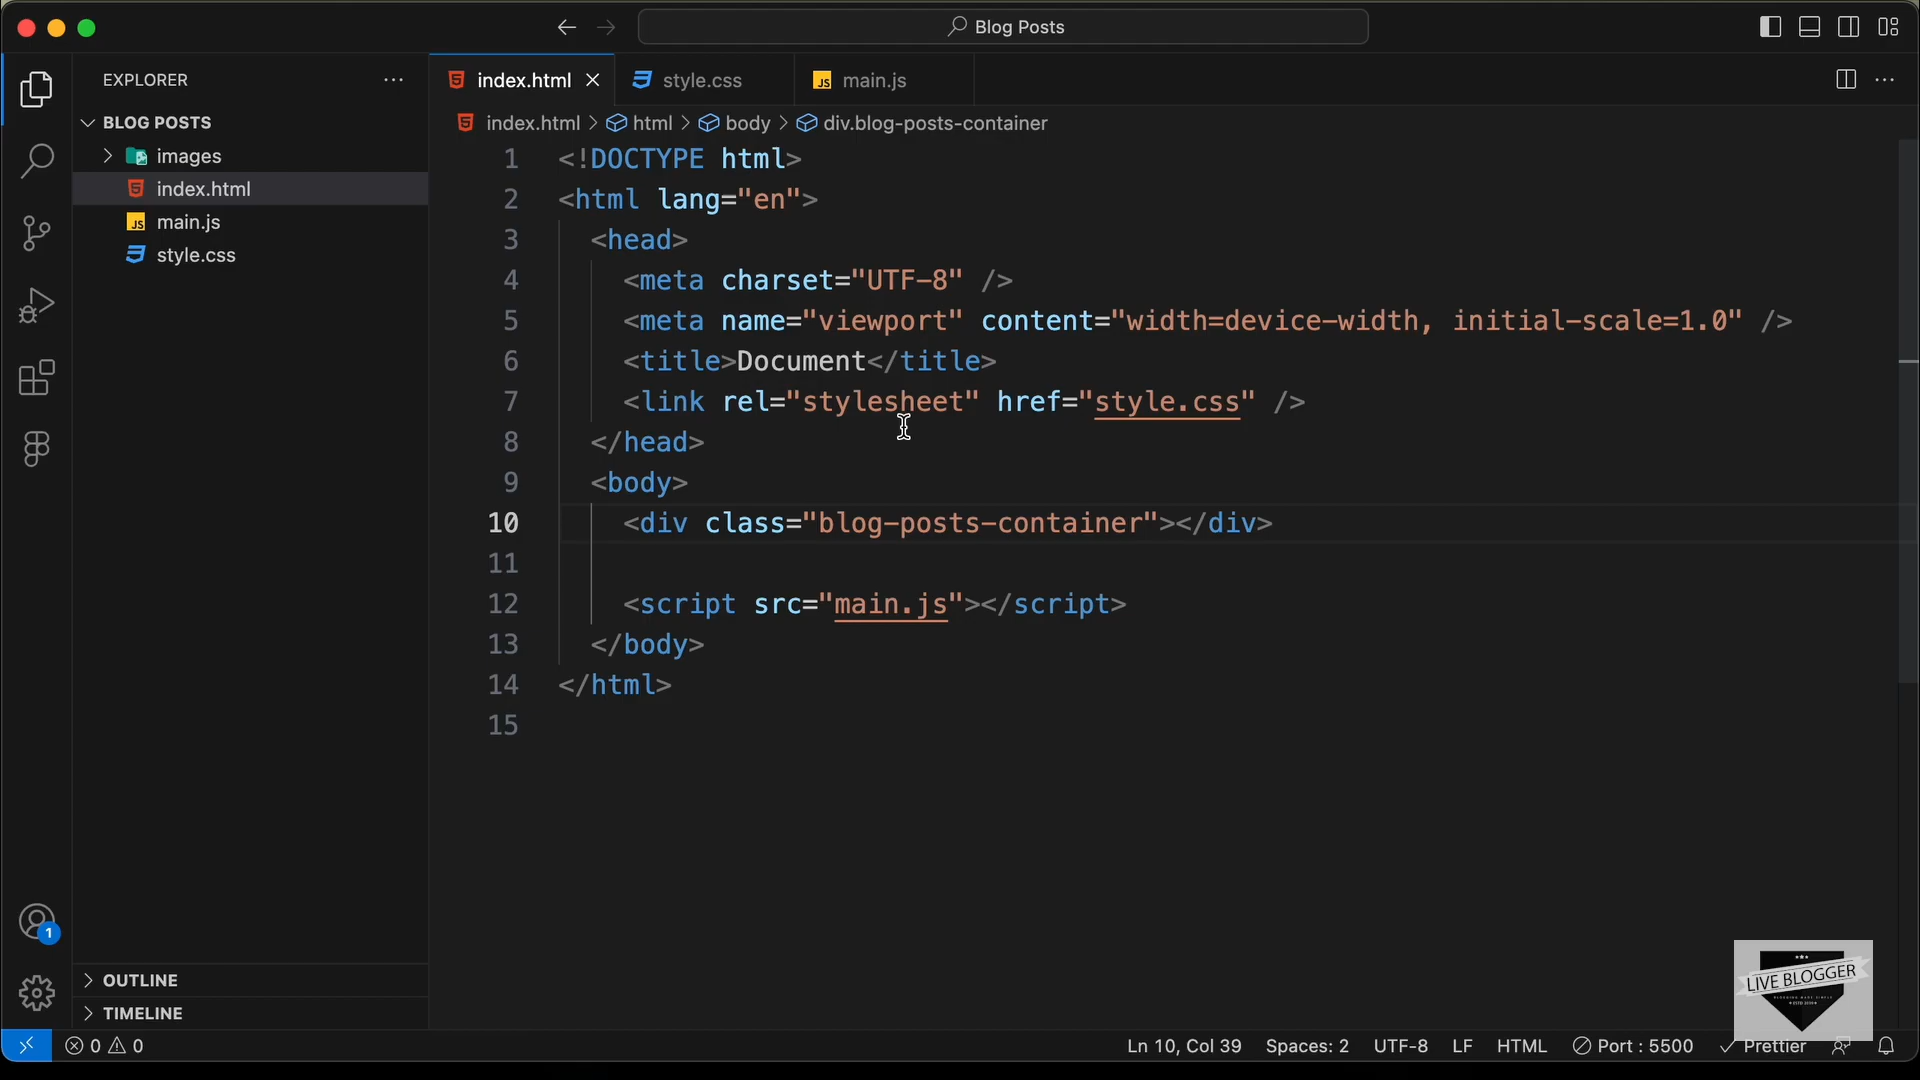 Blog Posts
EXPLORER
index.html
style.css
main.js
BLOG POSTS
images
index.html
main.js
style.css
index.html > html > body > div.blog-posts-container
1 <!DOCTYPE html>
2 <html lang="en">
3 <head>
4 <meta charset="UTF-8" />
5 <meta name="viewport" content="width=device-width, initial-scale=1.0" />
6 <title>Document</title>
7 <link rel="stylesheet" href="style.css" />
8 </head>
9 <body>
10 <div class="blog-posts-container"></div>
11
12 <script src="main.js"></script>
13 </body>
14 </html>
15
1
OUTLINE
TIMELINE
LIVE BLOGGER
BLOGGING MADE SIMPLE
0 0
Ln 10, Col 39 Spaces: 2 UTF-8 LF HTML Port : 5500 Prettier